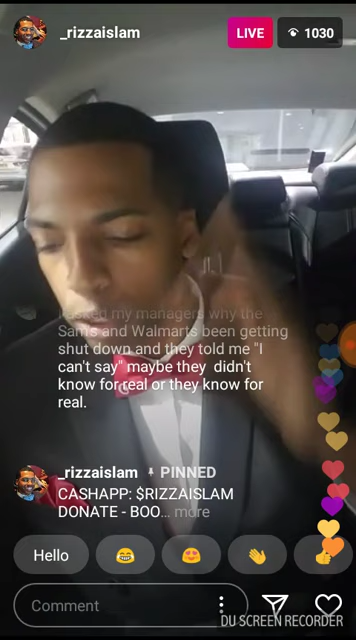 _rizzaislam
LIVE
1030
I asked my managers why the
Sam's and Walmarts been getting
shut down and they told me "I
can't say" maybe they didn't
know for real or they know for
real.
_rizzaislam PINNED
CASHAPP: $RIZZAISLAM
DONATE - BOO... more
Hello
Comment
DU SCREEN RECORDER